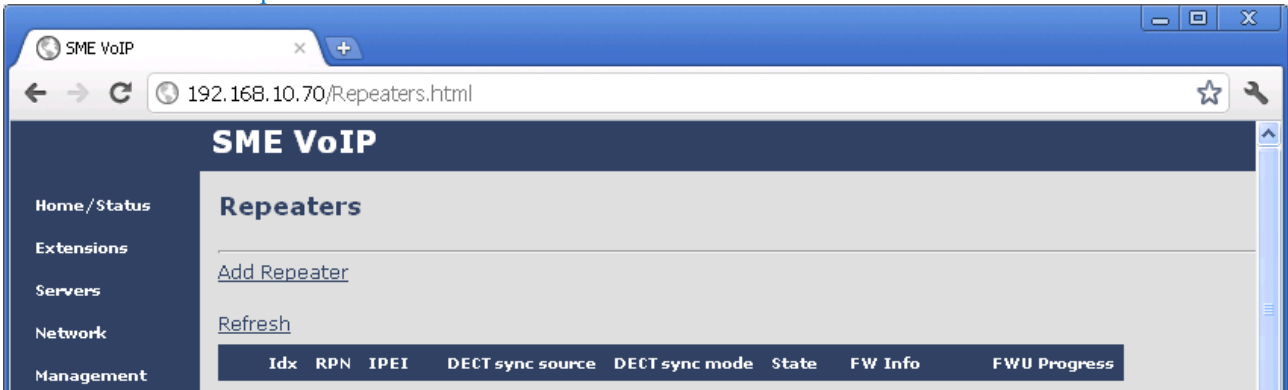 SME VoIP
192.168.10.70/Repeaters.html
SME VoIP
Home/Status
Extensions
Servers
Network
Management
Repeaters
Add Repeater
Refresh
Idx RPN IPEI DECT sync source DECT sync mode State FW Info FWU Progress